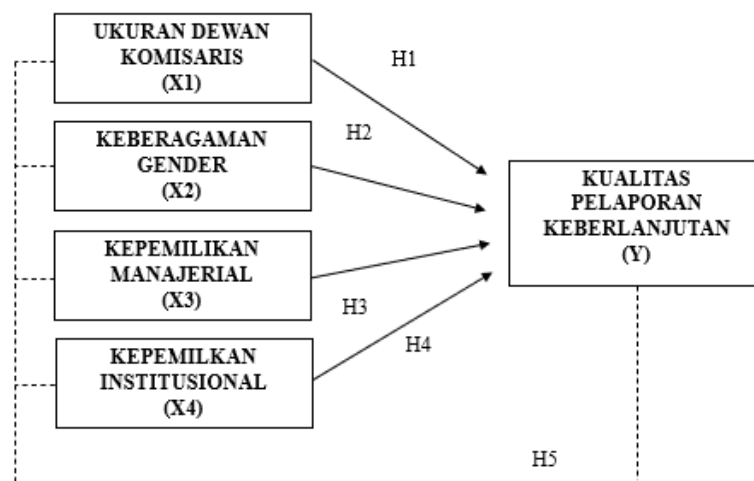 UKURAN DEWAN
KOMISARIS
(X1)
H1
H2
KEBERAGAMAN
GENDER
(X2)
KUALITAS
PELAPORAN
KEBERLANJUTAN
(Y)
KEPEMILIKAN
MANAJERIAL
(X3)
H3
H4
KEPEMILKAN
INSTITUSIONAL
(X4)
H5